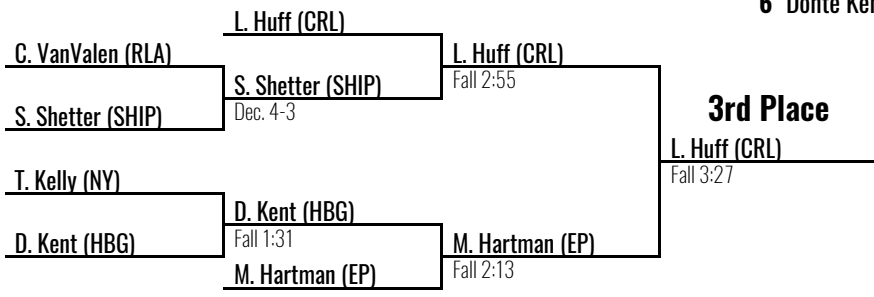 6 Donte
L. Huff (CRL)
C. VanValen (RLA)
L. Huff (CRL)
Fall 2:55
S. Shetter (SHIP)
Dec. 4-3
S. Shetter (SHIP)
3rd Place
L. Huff (CRL)
Fall 3:27
T. Kelly (NY)
D. Kent (HBG)
Fall 1:31
D. Kent (HBG)
M. Hartman (EP)
Fall 2:13
M. Hartman (EP)